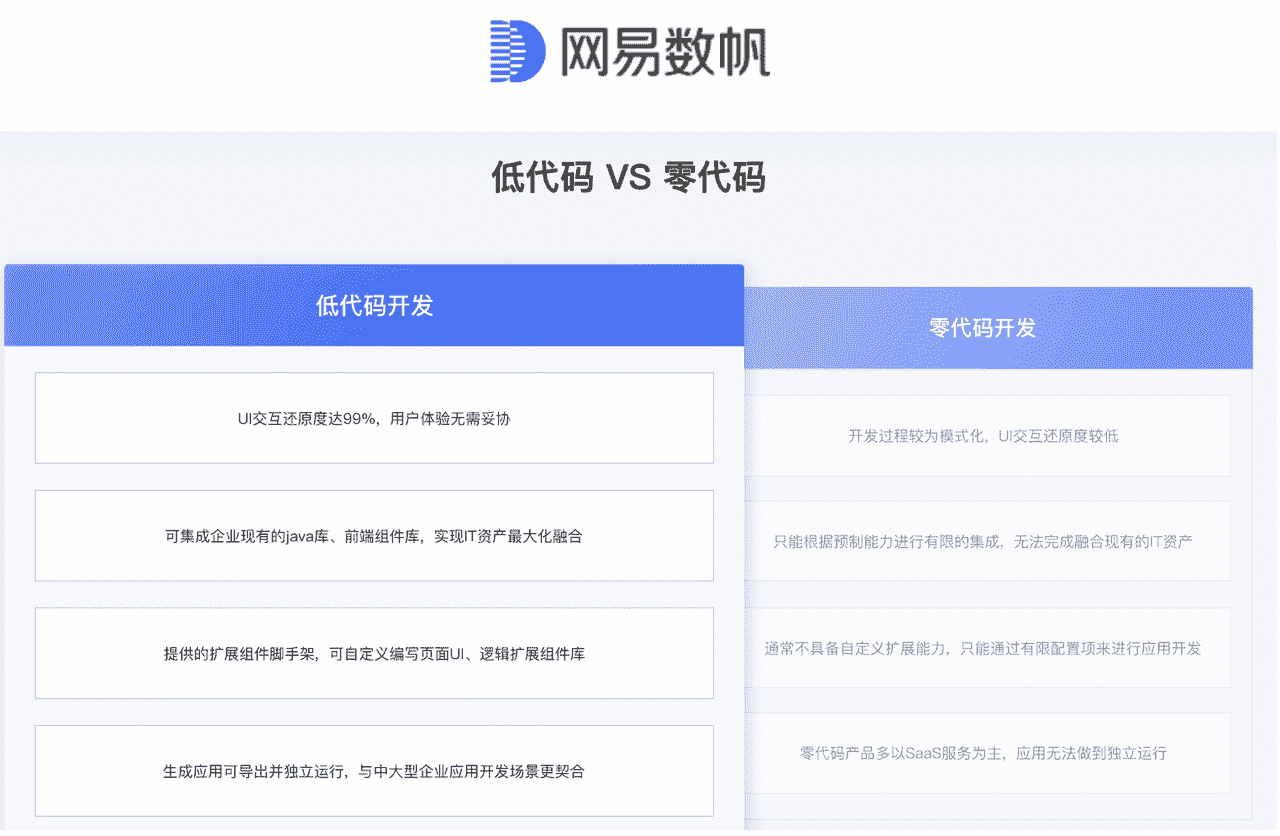 网易数帆
低代码 VS 零代码
低代码开发
UI交互还原度达99%，用户体验无需妥协
可集成企业现有的java库、前端组件库，实现IT资产最大化融合
提供的扩展组件脚手架，可自定义编写页面UI、逻辑扩展组件库
生成应用可导出并独立运行，与中大型企业应用开发场景更契合
零代码开发
开发过程较为模式化，UI交互还原度较低
只能根据预制能力进行有限的集成，无法完成融合现有的IT资产
通常不具备自定义扩展能力，只能通过有限配置项来进行应用开发
零代码产品多以SaaS服务为主，应用无法做到独立运行